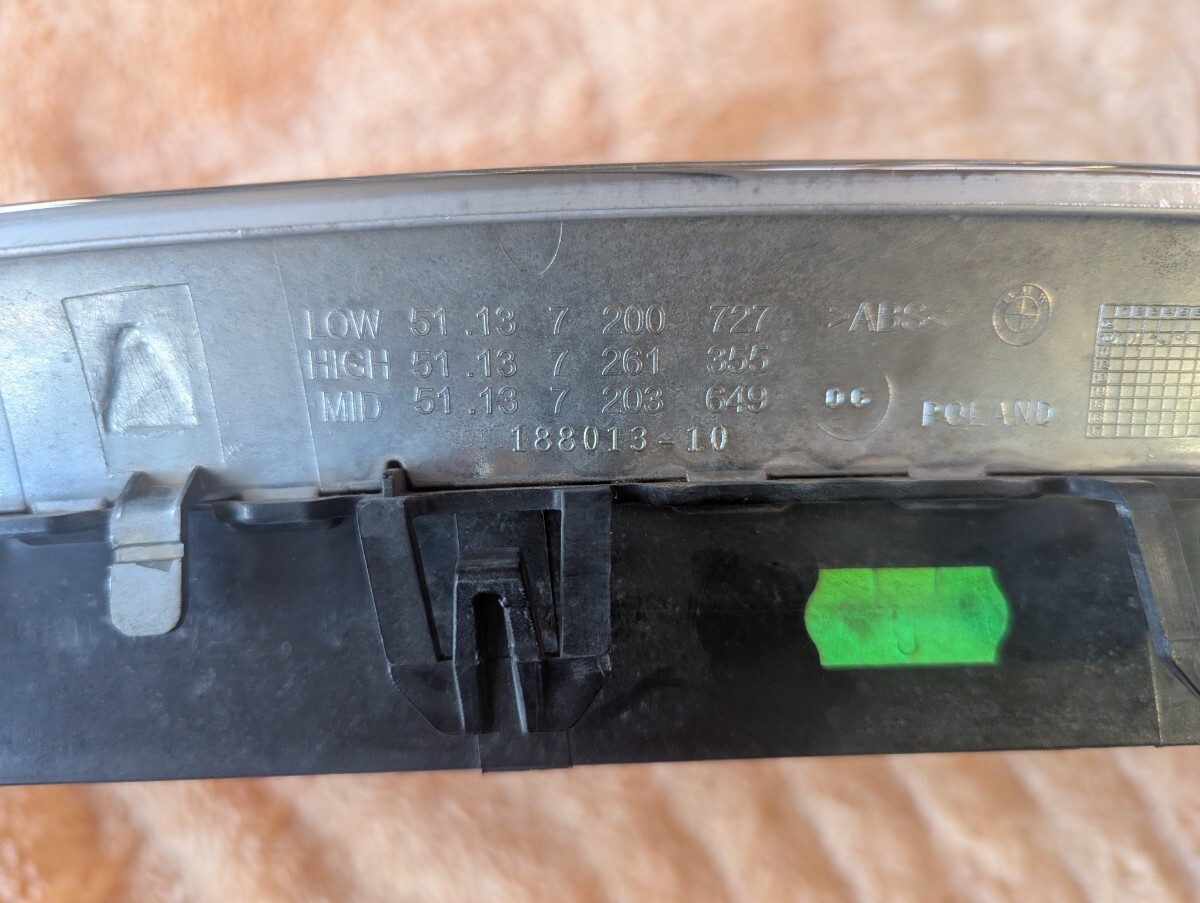 LOW 51.13 7 200 727 >ABS<
HIGH 51.13 7 261 355
MID 51.13 7 203 649
188013-10
POLAND